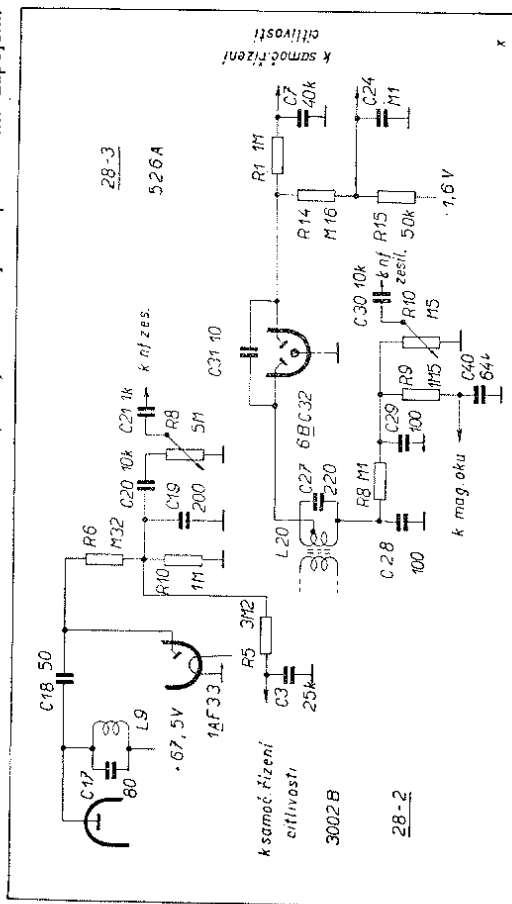 C17
80
L9
C18 50
+67,5V
1AF33
R6
M32
R10
1M
C20 10k
C19
200
C21 1k
k nf zes.
R8
5M
R5
3M2
C3
25k
k samoč. řízení
citlivosti
3002B
28-2
28-3
526A
C31 10
6BC32
L20
C27
220
C28
100
R8 M1
C29
100
R9
1M5
C40
64k
k mag. oku
C30 10k
k nf
zesil.
R10
M5
R1 1M
C7
40k
k samoč. řízení
citlivosti
R14
M16
C24
M1
R15
50k
-1,6 V
x